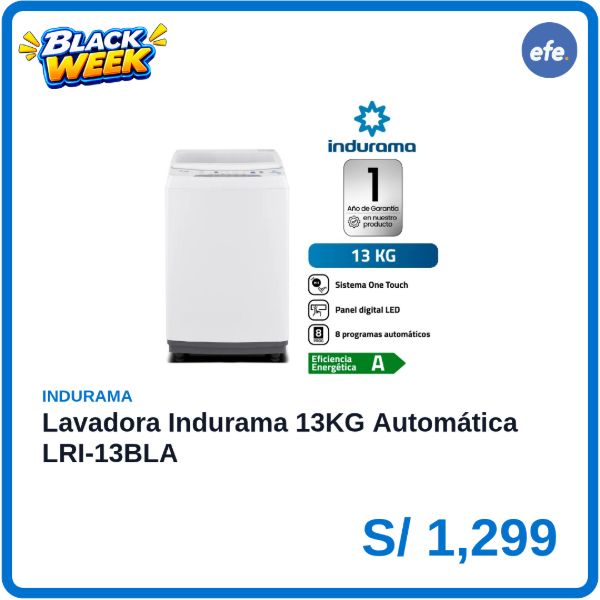 BLACK
WEEK
efe.
indurama
1
Año de Garantía
en nuestro
producto
13 KG
Sistema One Touch
Panel digital LED
8
8 programas automáticos
Eficiencia
Energética
A
INDURAMA
Lavadora Indurama 13KG Automática
LRI-13BLA
S/ 1,299